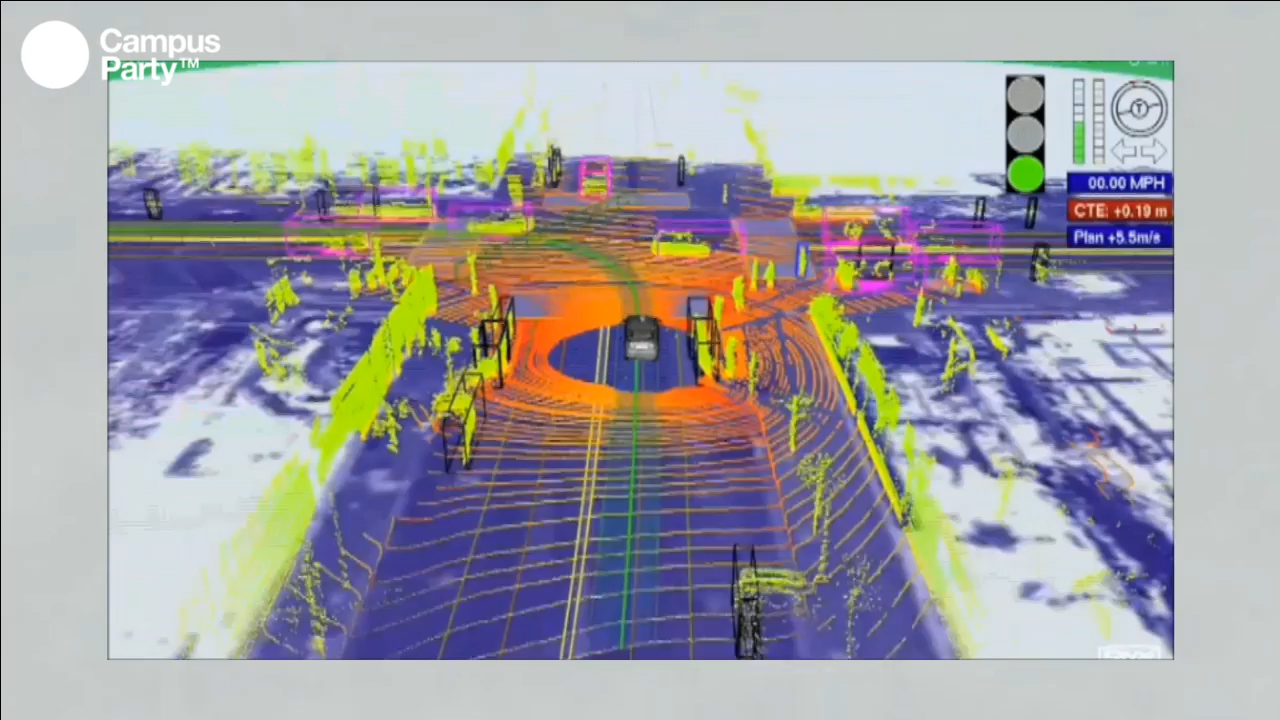 Campus
Party™
T
00.00 MPH
CTE: +0.19 m
Plan +5.5m/s